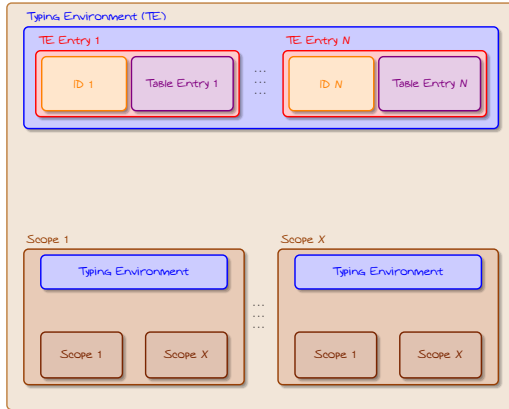 Typing Environment (TE)
TE Entry 1
TE Entry N
ID 1
Table Entry 1
...
...
...
ID N
Table Entry N
Scope 1
Scope X
Typing Environment
Typing Environment
...
...
...
Scope 1
Scope X
Scope 1
Scope X